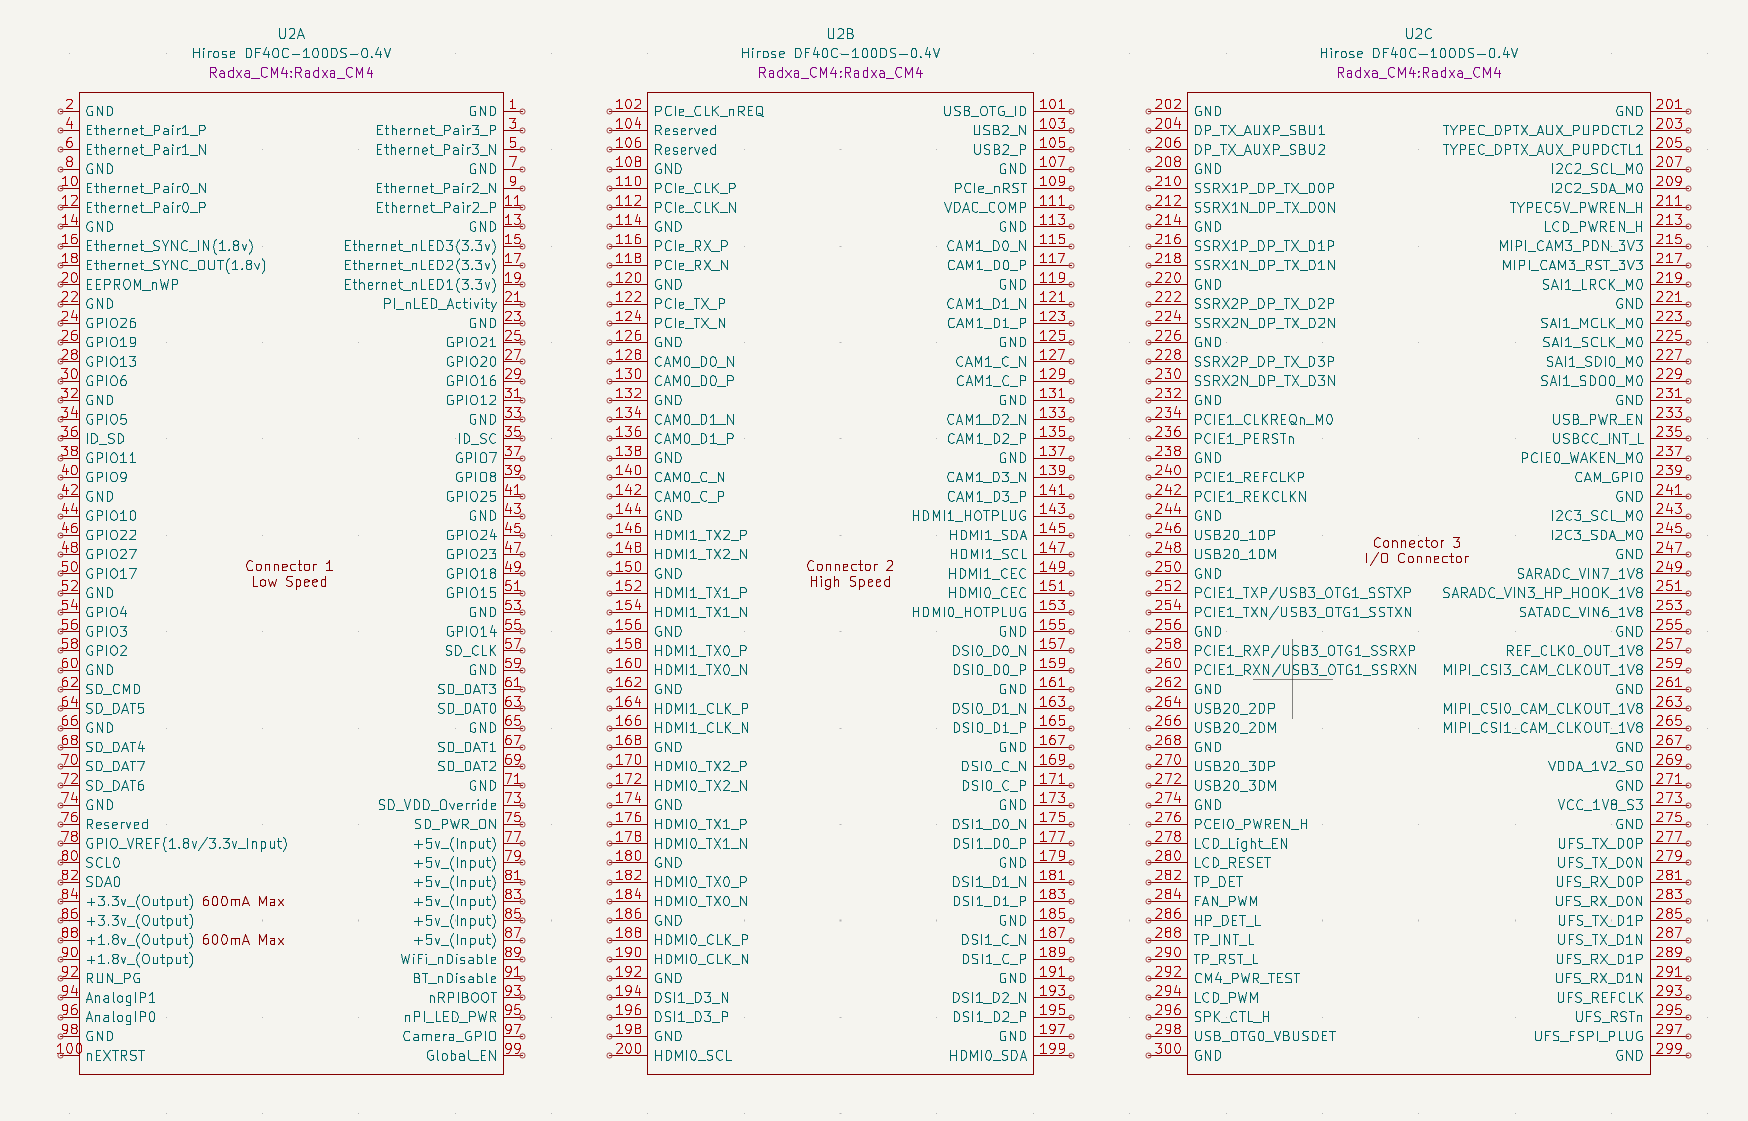 U2A
Hirose DF40C-100DS-0.4V
Radxa_CM4:Radxa_CM4
2 GND GND 1
4 Ethernet_Pair1_P Ethernet_Pair3_P 3
6 Ethernet_Pair1_N Ethernet_Pair3_N 5
8 GND GND 7
10 Ethernet_Pair0_N Ethernet_Pair2_N 9
12 Ethernet_Pair0_P Ethernet_Pair2_P 11
14 GND GND 13
16 Ethernet_SYNC_IN(1.8v) Ethernet_nLED3(3.3v) 15
18 Ethernet_SYNC_OUT(1.8v) Ethernet_nLED2(3.3v) 17
20 EEPROM_nWP Ethernet_nLED1(3.3v) 19
22 GND PI_nLED_Activity 21
24 GPIO26 GND 23
26 GPIO19 GPIO21 25
28 GPIO13 GPIO20 27
30 GPIO6 GPIO16 29
32 GND GPIO12 31
34 GPIO5 GND 33
36 ID_SD ID_SC 35
38 GPIO11 GPIO7 37
40 GPIO9 GPIO8 39
42 GND GPIO25 41
44 GPIO10 GND 43
46 GPIO22 GPIO24 45
48 GPIO27 GPIO23 47
50 GPIO17 GPIO18 49
Connector 1
Low Speed
52 GND GPIO15 51
54 GPIO4 GND 53
56 GPIO3 GPIO14 55
58 GPIO2 SD_CLK 57
60 GND GND 59
62 SD_CMD SD_DAT3 61
64 SD_DAT5 SD_DAT0 63
66 GND GND 65
68 SD_DAT4 SD_DAT1 67
70 SD_DAT7 SD_DAT2 69
72 SD_DAT6 GND 71
74 GND SD_VDD_Override 73
76 Reserved SD_PWR_ON 75
78 GPIO_VREF(1.8v/3.3v_Input) +5v_(Input) 77
80 SCL0 +5v_(Input) 79
82 SDA0 +5v_(Input) 81
84 +3.3v_(Output) 600mA Max +5v_(Input) 83
86 +3.3v_(Output) +5v_(Input) 85
88 +1.8v_(Output) 600mA Max +5v_(Input) 87
90 +1.8v_(Output) WiFi_nDisable 89
92 RUN_PG BT_nDisable 91
94 AnalogIP1 nRPIBOOT 93
96 AnalogIP0 nPI_LED_PWR 95
98 GND Camera_GPIO 97
100 nEXTRST Global_EN 99
U2B
Hirose DF40C-100DS-0.4V
Radxa_CM4:Radxa_CM4
102 PCIe_CLK_nREQ USB_OTG_ID 101
104 Reserved USB2_N 103
106 Reserved USB2_P 105
108 GND GND 107
110 PCIe_CLK_P PCIe_nRST 109
112 PCIe_CLK_N VDAC_COMP 111
114 GND GND 113
116 PCIe_RX_P CAM1_D0_N 115
118 PCIe_RX_N CAM1_D0_P 117
120 GND GND 119
122 PCIe_TX_P CAM1_D1_N 121
124 PCIe_TX_N CAM1_D1_P 123
126 GND GND 125
128 CAM0_D0_N CAM1_C_N 127
130 CAM0_D0_P CAM1_C_P 129
132 GND GND 131
134 CAM0_D1_N CAM1_D2_N 133
136 CAM0_D1_P CAM1_D2_P 135
138 GND GND 137
140 CAM0_C_N CAM1_D3_N 139
142 CAM0_C_P CAM1_D3_P 141
144 GND HDMI1_HOTPLUG 143
146 HDMI1_TX2_P HDMI1_SDA 145
148 HDMI1_TX2_N HDMI1_SCL 147
150 GND HDMI1_CEC 149
Connector 2
High Speed
152 HDMI1_TX1_P HDMI0_CEC 151
154 HDMI1_TX1_N HDMI0_HOTPLUG 153
156 GND GND 155
158 HDMI1_TX0_P DSI0_D0_N 157
160 HDMI1_TX0_N DSI0_D0_P 159
162 GND GND 161
164 HDMI1_CLK_P DSI0_D1_N 163
166 HDMI1_CLK_N DSI0_D1_P 165
168 GND GND 167
170 HDMI0_TX2_P DSI0_C_N 169
172 HDMI0_TX2_N DSI0_C_P 171
174 GND GND 173
176 HDMI0_TX1_P DSI1_D0_N 175
178 HDMI0_TX1_N DSI1_D0_P 177
180 GND GND 179
182 HDMI0_TX0_P DSI1_D1_N 181
184 HDMI0_TX0_N DSI1_D1_P 183
186 GND GND 185
188 HDMI0_CLK_P DSI1_C_N 187
190 HDMI0_CLK_N DSI1_C_P 189
192 GND GND 191
194 DSI1_D3_N DSI1_D2_N 193
196 DSI1_D3_P DSI1_D2_P 195
198 GND GND 197
200 HDMI0_SCL HDMI0_SDA 199
U2C
Hirose DF40C-100DS-0.4V
Radxa_CM4:Radxa_CM4
202 GND GND 201
204 DP_TX_AUXP_SBU1 TYPEC_DPTX_AUX_PUPDCTL2 203
206 DP_TX_AUXP_SBU2 TYPEC_DPTX_AUX_PUPDCTL1 205
208 GND I2C2_SCL_M0 207
210 SSRX1P_DP_TX_D0P I2C2_SDA_M0 209
212 SSRX1N_DP_TX_D0N TYPEC5V_PWREN_H 211
214 GND LCD_PWREN_H 213
216 SSRX1P_DP_TX_D1P MIPI_CAM3_PDN_3V3 215
218 SSRX1N_DP_TX_D1N MIPI_CAM3_RST_3V3 217
220 GND SAI1_LRCK_M0 219
222 SSRX2P_DP_TX_D2P GND 221
224 SSRX2N_DP_TX_D2N SAI1_MCLK_M0 223
226 GND SAI1_SCLK_M0 225
228 SSRX2P_DP_TX_D3P SAI1_SDI0_M0 227
230 SSRX2N_DP_TX_D3N SAI1_SDO0_M0 229
232 GND GND 231
234 PCIE1_CLKREQn_M0 USB_PWR_EN 233
236 PCIE1_PERSTn USBCC_INT_L 235
238 GND PCIE0_WAKEN_M0 237
240 PCIE1_REFCLKP CAM_GPIO 239
242 PCIE1_REKCLKN GND 241
244 GND I2C3_SCL_M0 243
246 USB20_1DP I2C3_SDA_M0 245
Connector 3
I/O Connector
248 USB20_1DM GND 247
250 GND SARADC_VIN7_1V8 249
252 PCIE1_TXP/USB3_OTG1_SSTXP SARADC_VIN3_HP_HOOK_1V8 251
254 PCIE1_TXN/USB3_OTG1_SSTXN SATADC_VIN6_1V8 253
256 GND GND 255
258 PCIE1_RXP/USB3_OTG1_SSRXP REF_CLK0_OUT_1V8 257
260 PCIE1_RXN/USB3_OTG1_SSRXN MIPI_CSI3_CAM_CLKOUT_1V8 259
262 GND GND 261
264 USB20_2DP MIPI_CSI0_CAM_CLKOUT_1V8 263
266 USB20_2DM MIPI_CSI1_CAM_CLKOUT_1V8 265
268 GND GND 267
270 USB20_3DP VDDA_1V2_S0 269
272 USB20_3DM GND 271
274 GND VCC_1V8_S3 273
276 PCEI0_PWREN_H GND 275
278 LCD_Light_EN UFS_TX_D0P 277
280 LCD_RESET UFS_TX_D0N 279
282 TP_DET UFS_RX_D0P 281
284 FAN_PWM UFS_RX_D0N 283
286 HP_DET_L UFS_TX_D1P 285
288 TP_INT_L UFS_TX_D1N 287
290 TP_RST_L UFS_RX_D1P 289
292 CM4_PWR_TEST UFS_RX_D1N 291
294 LCD_PWM UFS_REFCLK 293
296 SPK_CTL_H UFS_RSTn 295
298 USB_OTG0_VBUSDET UFS_FSPI_PLUG 297
300 GND GND 299